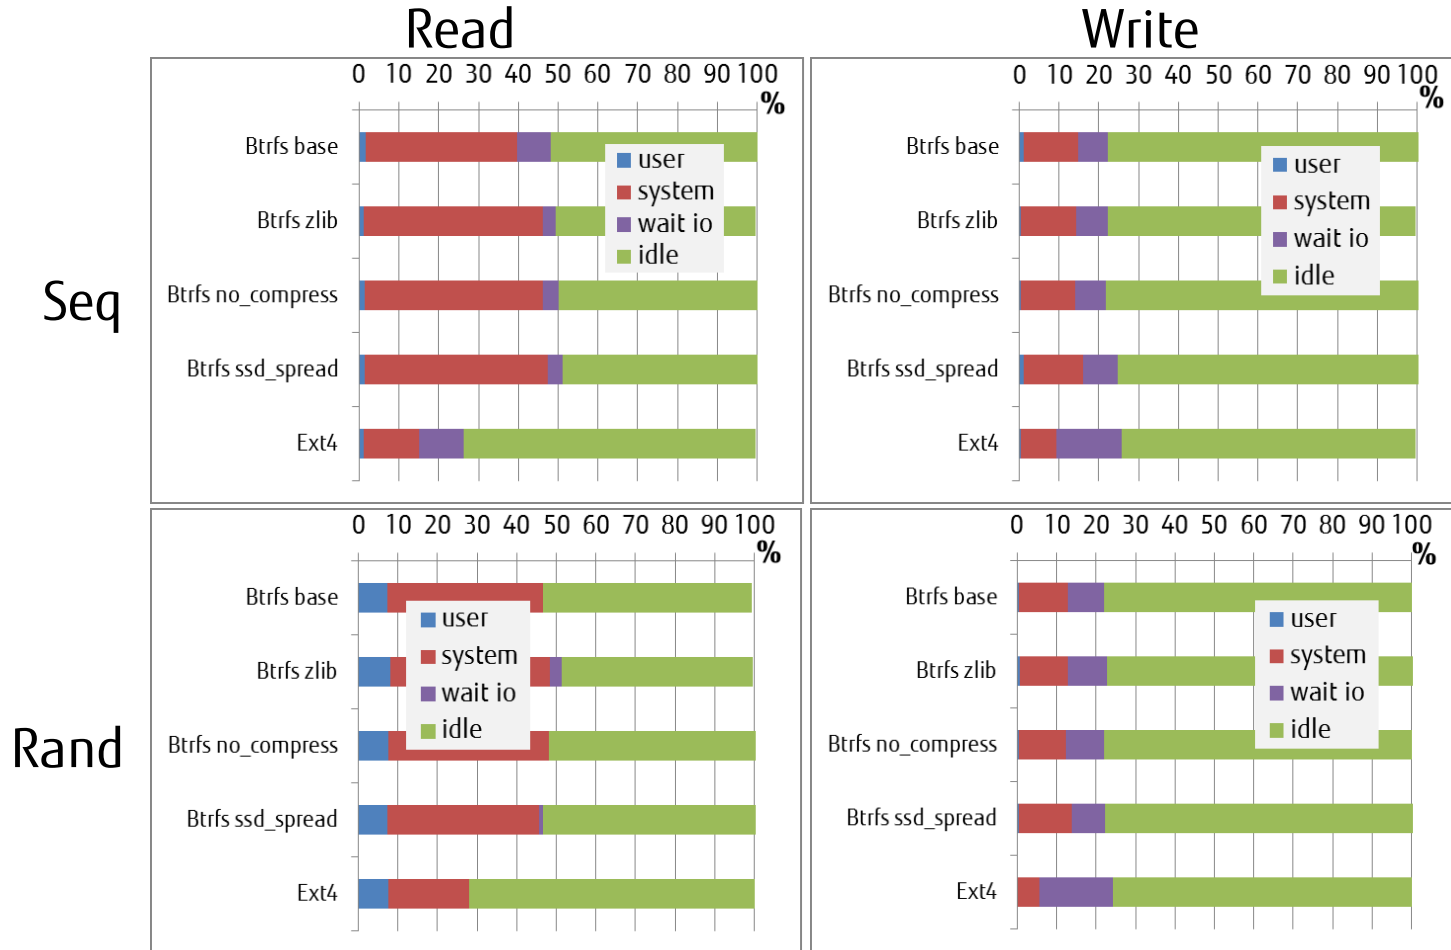 Read
Write
Seq
0 10 20 30 40 50 60 70 80 90 100
%
Btrfs base
Btrfs zlib
Btrfs no_compress
Btrfs ssd_spread
Ext4
user
system
wait io
idle
0 10 20 30 40 50 60 70 80 90 100
%
Btrfs base
Btrfs zlib
Btrfs no_compress
Btrfs ssd_spread
Ext4
user
system
wait io
idle
Rand
0 10 20 30 40 50 60 70 80 90 100
%
Btrfs base
Btrfs zlib
Btrfs no_compress
Btrfs ssd_spread
Ext4
user
system
wait io
idle
0 10 20 30 40 50 60 70 80 90 100
%
Btrfs base
Btrfs zlib
Btrfs no_compress
Btrfs ssd_spread
Ext4
user
system
wait io
idle